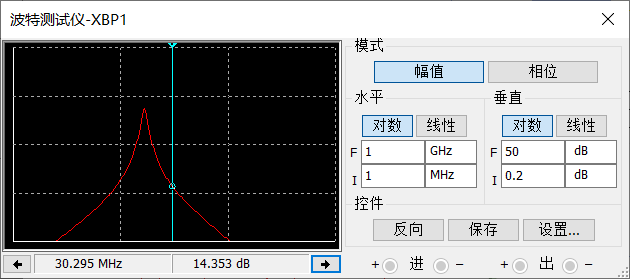 波特测试仪-XBP1
模式
幅值 相位
水平 垂直
对数 线性 对数 线性
F 1 GHz F 50 dB
I 1 MHz I 0.2 dB
控件
反向 保存 设置...
30.295 MHz 14.353 dB
+ 进 − + 出 −